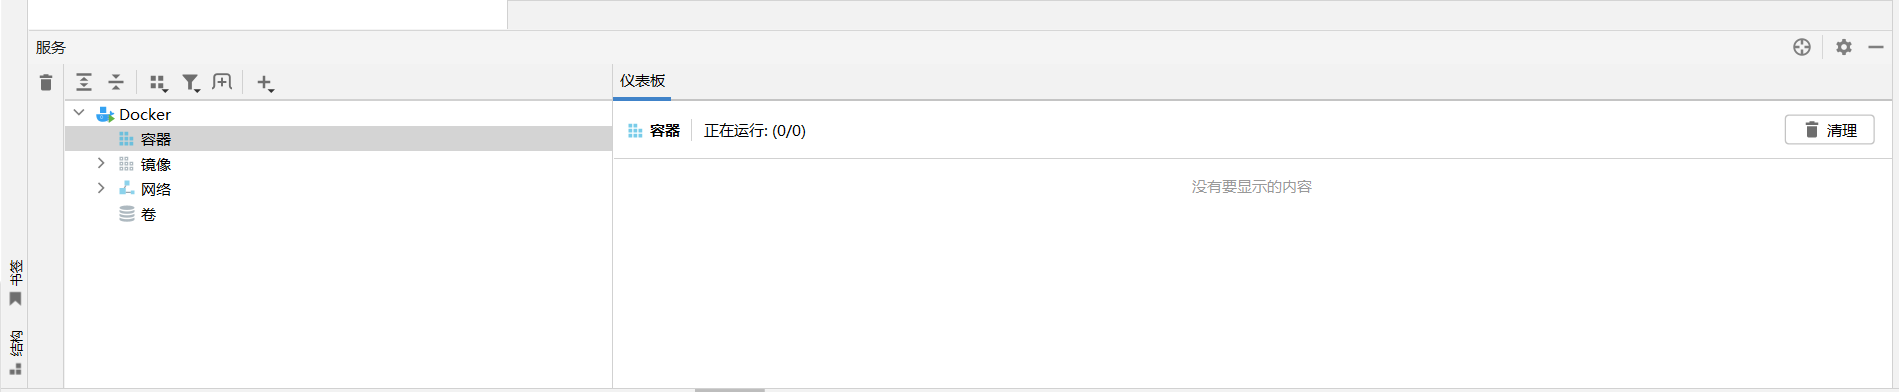 服务
仪表板
Docker
容器
镜像
网络
卷
容器
正在运行: (0/0)
清理
没有要显示的内容
书签
结构